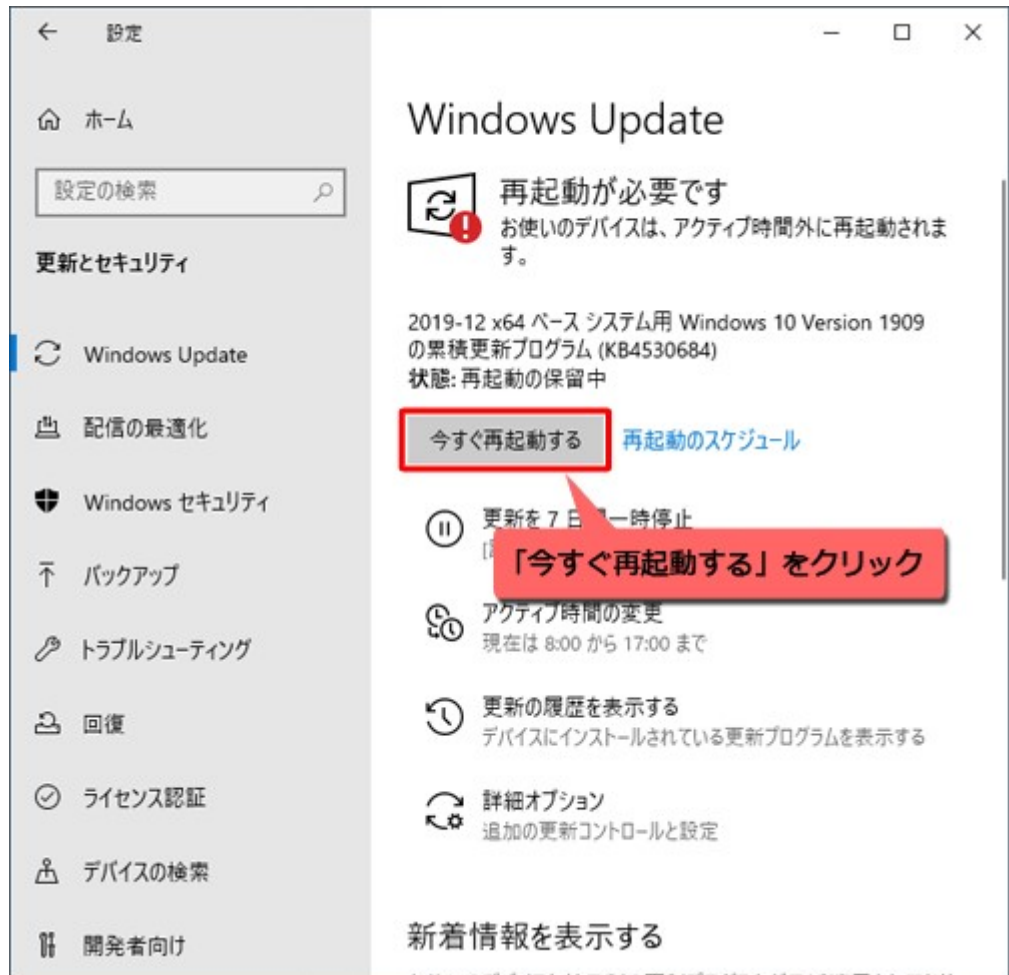 設定
ホーム
設定の検索
更新とセキュリティ
Windows Update
配信の最適化
Windows セキュリティ
バックアップ
トラブルシューティング
回復
ライセンス認証
デバイスの検索
開発者向け
Windows Update
再起動が必要です
お使いのデバイスは、アクティブ時間外に再起動されま
す。
2019-12 x64 ベース システム用 Windows 10 Version 1909
の累積更新プログラム (KB4530684)
状態: 再起動の保留中
今すぐ再起動する 再起動のスケジュール
更新を 7 日 一時停止
「今すぐ再起動する」をクリック
アクティブ時間の変更
現在は 8:00 から 17:00 まで
更新の履歴を表示する
デバイスにインストールされている更新プログラムを表示する
詳細オプション
追加の更新コントロールと設定
新着情報を表示する